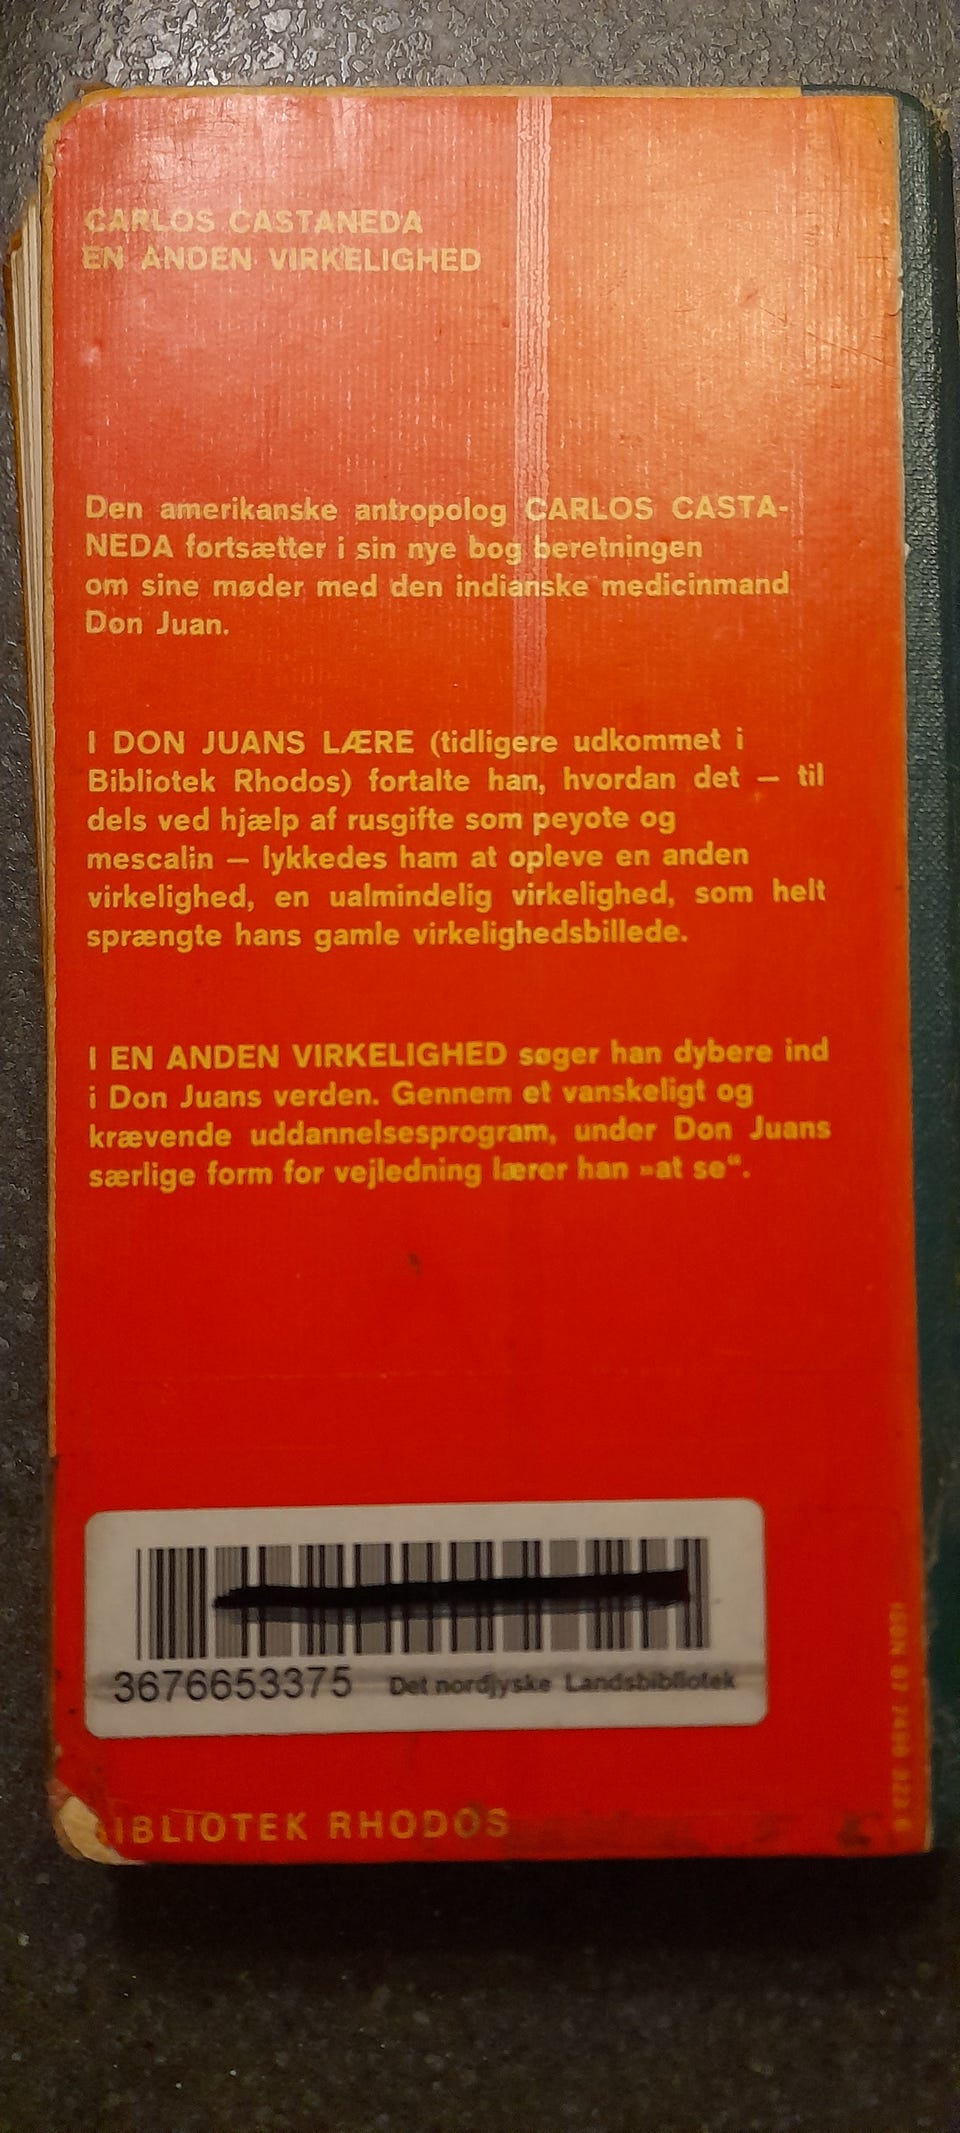 CARLOS CASTANEDA
EN ANDEN VIRKELIGHED
Den amerikanske antropolog CARLOS CASTA-
NEDA fortsætter i sin nye bog beretningen
om sine møder med den indianske medicinmand
Don Juan.
I DON JUANS LÆRE (tidligere udkommet i
Bibliotek Rhodos) fortalte han, hvordan det — til
dels ved hjælp af rusgifte som peyote og
mescalin — lykkedes ham at opleve en anden
virkelighed, en ualmindelig virkelighed, som helt
sprængte hans gamle virkelighedsbillede.
I EN ANDEN VIRKELIGHED søger han dybere ind
i Don Juans verden. Gennem et vanskeligt og
krævende uddannelsesprogram, under Don Juans
særlige form for vejledning lærer han »at se“.
3676653375 Det nordjyske Landsbibliotek
BIBLIOTEK RHODOS
ISBN 87